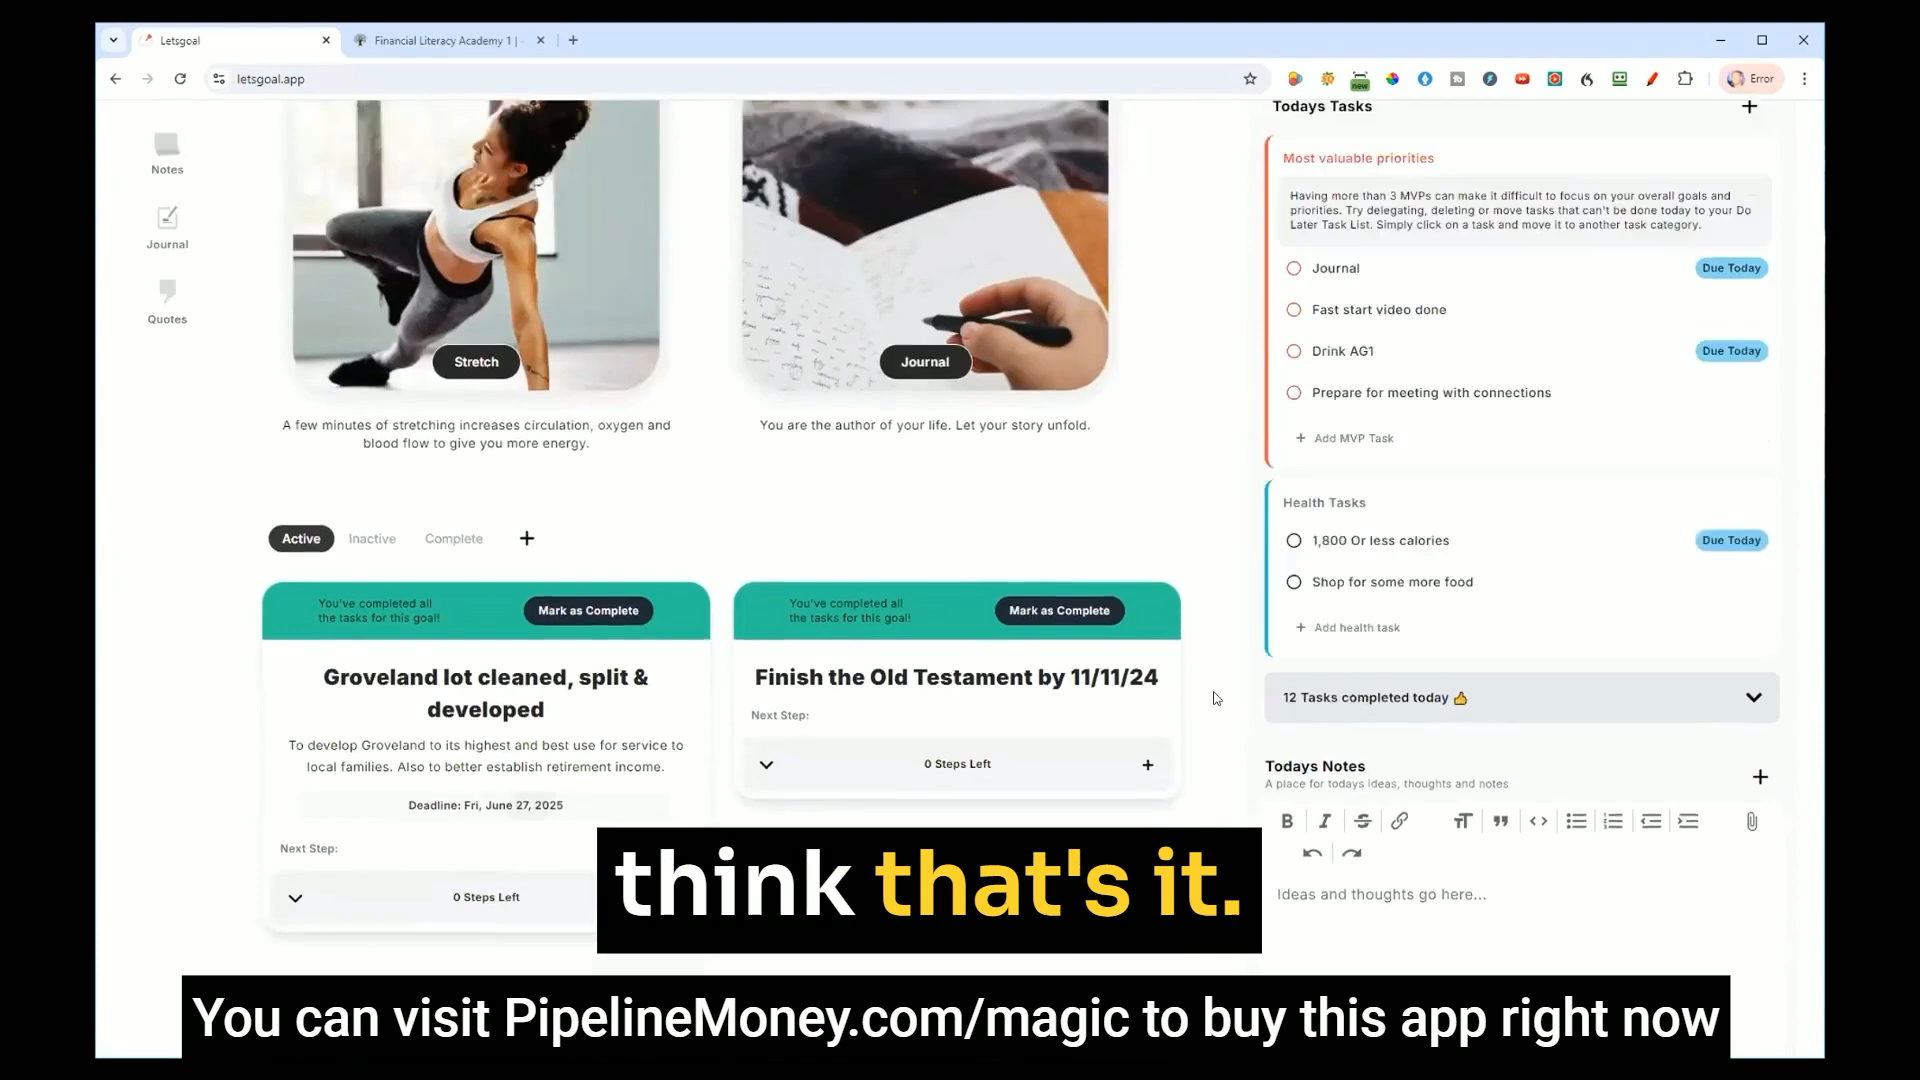 Letsgoal
Financial Literacy Academy 1 |
letsgoal.app
new
Error
Notes
Journal
Quotes
Stretch
A few minutes of stretching increases circulation, oxygen and
blood flow to give you more energy.
Journal
You are the author of your life. Let your story unfold.
Active
Inactive
Complete
You've completed all
the tasks for this goal!
Mark as Complete
Groveland lot cleaned, split &
developed
To develop Groveland to its highest and best use for service to
local families. Also to better establish retirement income.
Deadline: Fri, June 27, 2025
Next Step:
0 Steps Left
You've completed all
the tasks for this goal!
Mark as Complete
Finish the Old Testament by 11/11/24
Next Step:
0 Steps Left
Todays Tasks
Most valuable priorities
Having more than 3 MVPs can make it difficult to focus on your overall goals and
priorities. Try delegating, deleting or move tasks that can't be done today to your Do
Later Task List. Simply click on a task and move it to another task category.
Journal
Due Today
Fast start video done
Drink AG1
Due Today
Prepare for meeting with connections
+ Add MVP Task
Health Tasks
1,800 Or less calories
Due Today
Shop for some more food
+ Add health task
12 Tasks completed today 👍
Todays Notes
A place for todays ideas, thoughts and notes
Ideas and thoughts go here...
think that's it.
You can visit PipelineMoney.com/magic to buy this app right now